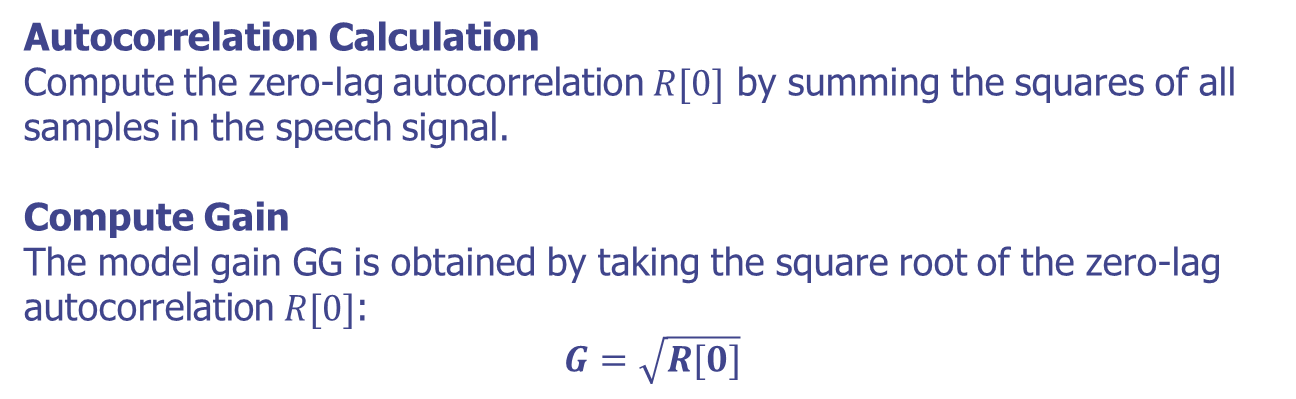 Autocorrelation Calculation
Compute the zero-lag autocorrelation R[0] by summing the squares of all
samples in the speech signal.
Compute Gain
The model gain GG is obtained by taking the square root of the zero-lag
autocorrelation R[0]:
G = √R[0]